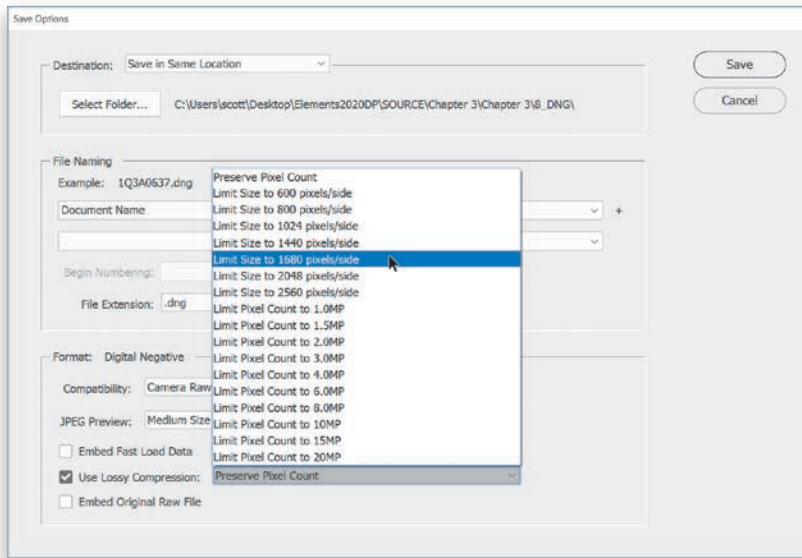 Save Options
Destination: Save in Same Location
Save
Select Folder... C:\Users\scott\Desktop\Elements2020DP\SOURCE\Chapter 3\Chapter 3\8_DNG\
Cancel
File Naming
Example: 1Q3A0637.dng
Document Name
+
Begin Numbering:
File Extension: .dng
Preserve Pixel Count
Limit Size to 600 pixels/side
Limit Size to 800 pixels/side
Limit Size to 1024 pixels/side
Limit Size to 1440 pixels/side
Limit Size to 1680 pixels/side
Limit Size to 2048 pixels/side
Limit Size to 2560 pixels/side
Limit Pixel Count to 1.0MP
Limit Pixel Count to 1.5MP
Limit Pixel Count to 2.0MP
Limit Pixel Count to 3.0MP
Limit Pixel Count to 4.0MP
Limit Pixel Count to 6.0MP
Limit Pixel Count to 8.0MP
Limit Pixel Count to 10MP
Limit Pixel Count to 15MP
Limit Pixel Count to 20MP
Format: Digital Negative
Compatibility: Camera Raw
JPEG Preview: Medium Size
Embed Fast Load Data
Use Lossy Compression: Preserve Pixel Count
Embed Original Raw File